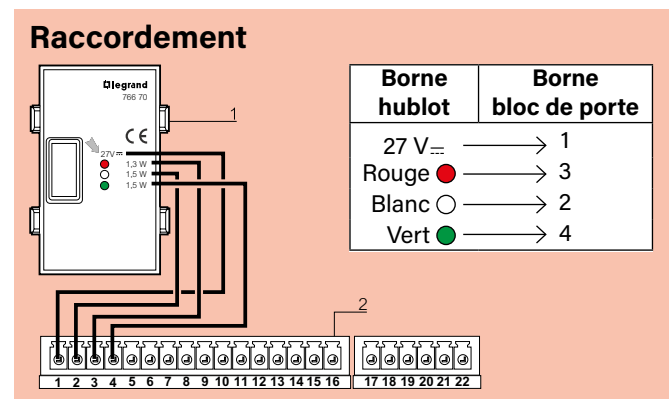 Raccordement
legrand
766 70
CE
27V
1,3 W
1,5 W
1,5 W
1
Borne hublot
Borne bloc de porte
27 V
1
Rouge
3
Blanc
2
Vert
4
2
1 2 3 4 5 6 7 8 9 10 11 12 13 14 15 16
17 18 19 20 21 22